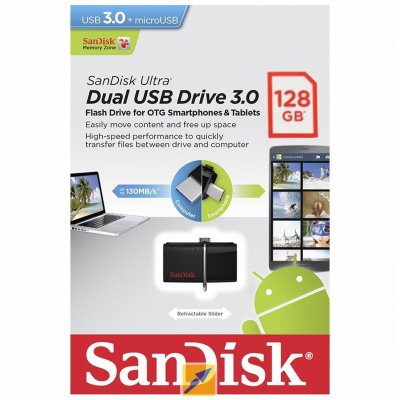 USB 3.0 + microUSB
SanDisk
Memory Zone
SanDisk Ultra®
Dual USB Drive 3.0
Flash Drive for OTG Smartphones & Tablets
Easily move content and free up space
High-speed performance to quickly
transfer files between drive and computer
128
GB
130MB/s
Computer
Smartphone
SanDisk
Retractable Slider
SanDisk®